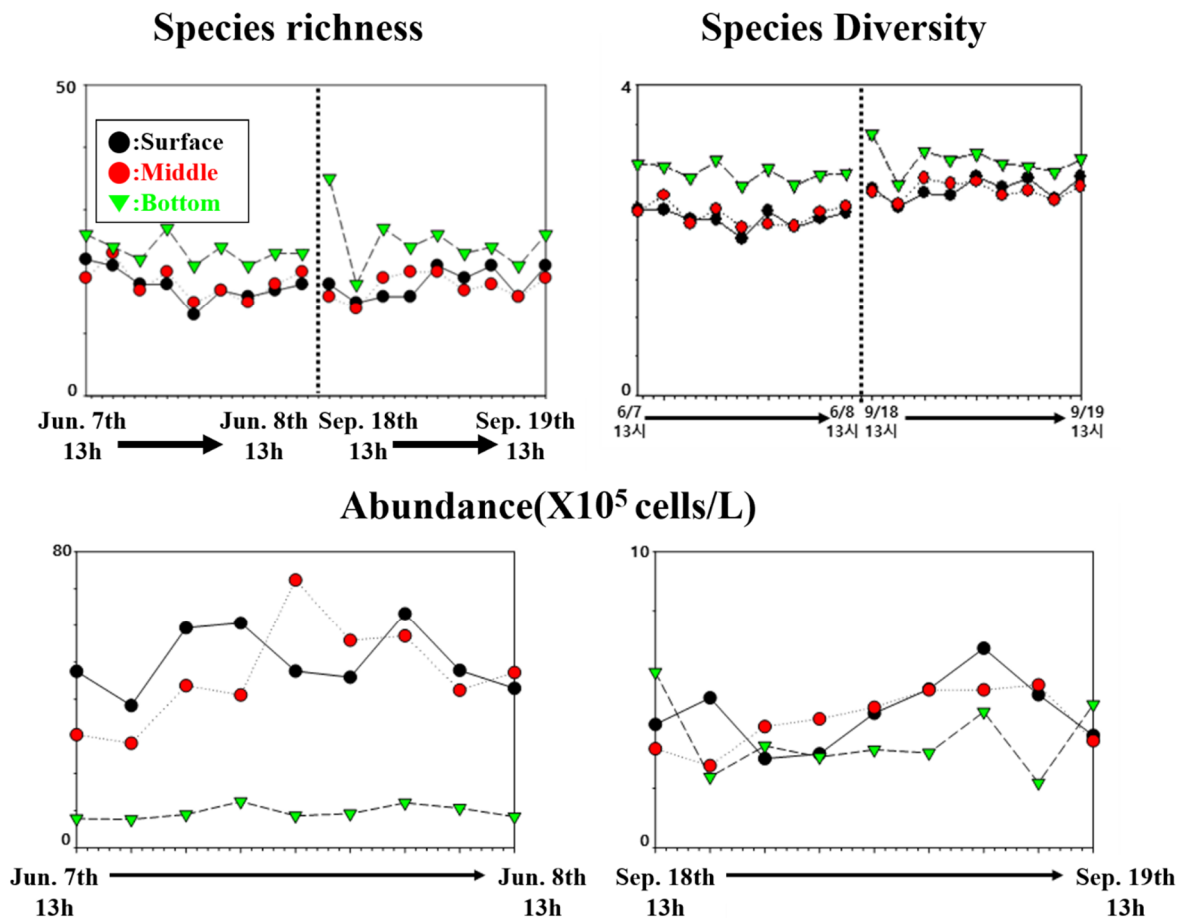 Species richness
50
:Surface
:Middle
:Bottom
0
Jun. 7th
13h
Jun. 8th
13h
Sep. 18th
13h
Sep. 19th
13h
Species Diversity
4
0
6/7
13시
6/8
13시
9/18
13시
9/19
13시
Abundance(X10⁵ cells/L)
80
0
Jun. 7th
13h
Jun. 8th
13h
10
0
Sep. 18th
13h
Sep. 19th
13h